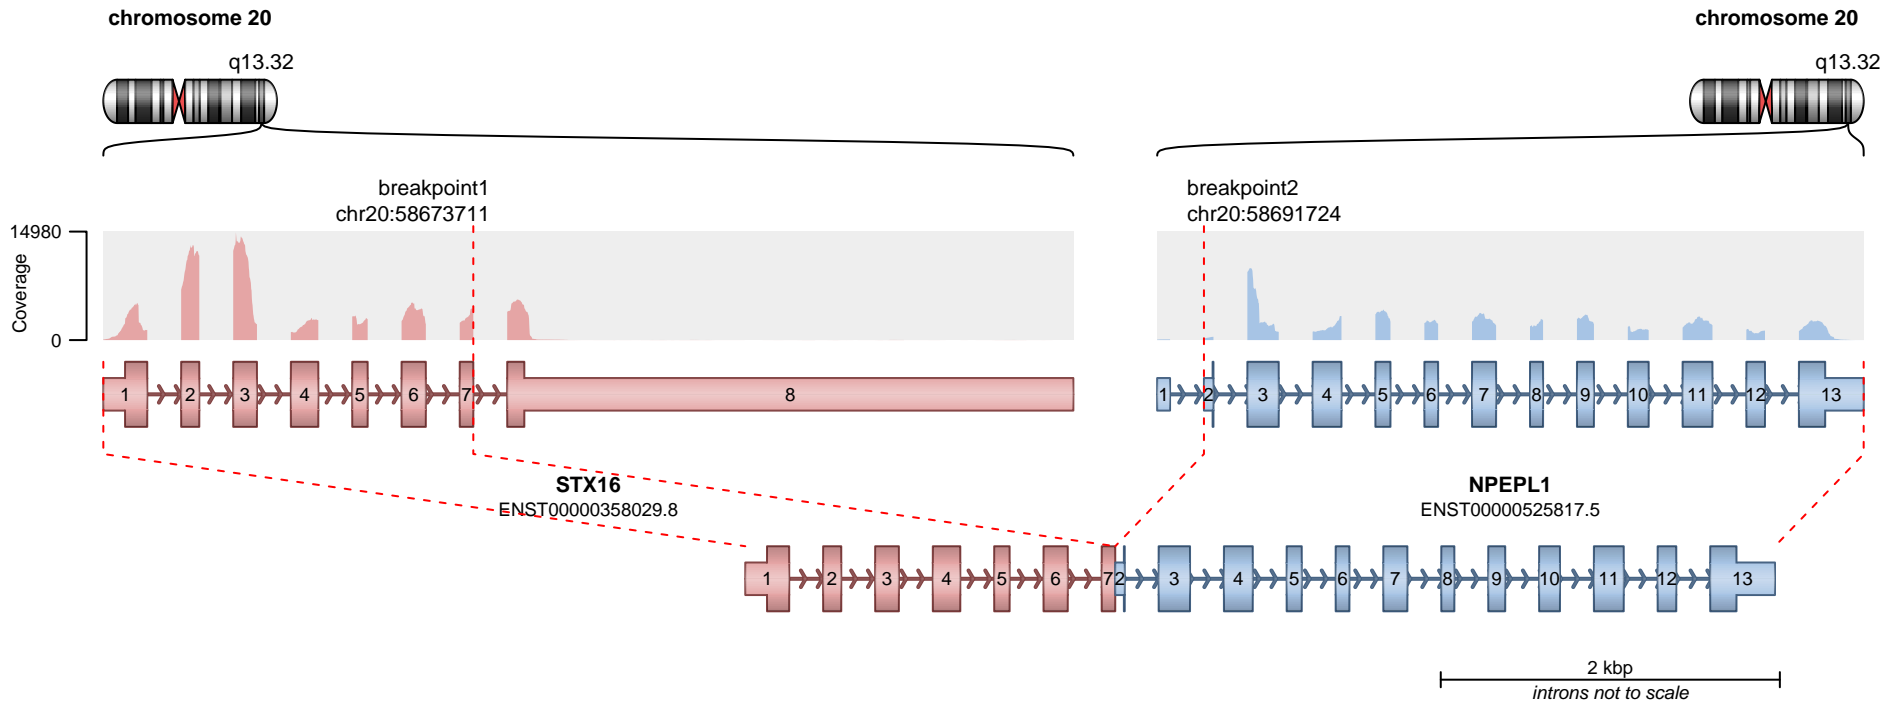 chromosome 20
chromosome 20
q13.32
q13.32
breakpoint1
chr20:58673711
breakpoint2
chr20:58691724
14980
Coverage
0
1 2 3 4 5 6 7 8
1 2 3 4 5 6 7 8 9 10 11 12 13
STX16
ENST00000358029.8
NPEPL1
ENST00000525817.5
1 2 3 4 5 6 7 2 3 4 5 6 7 8 9 10 11 12 13
2 kbp
introns not to scale